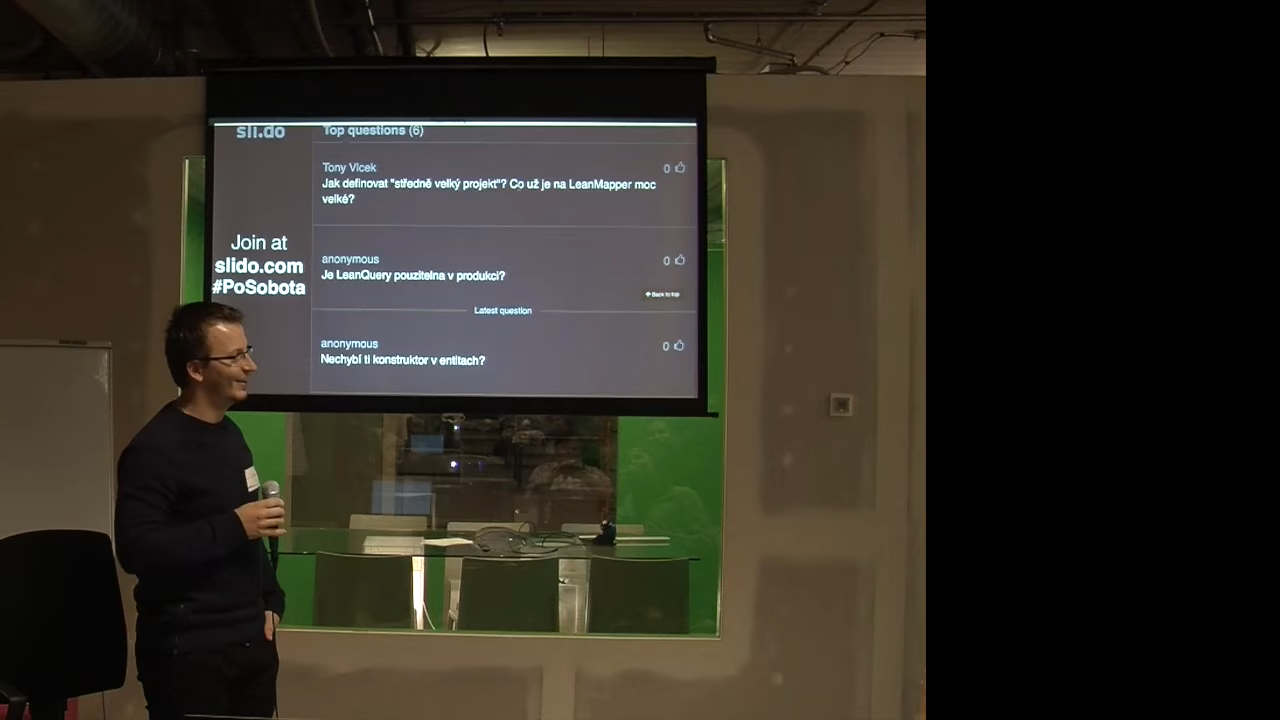 sli.do
Top questions (6)
Tony Vlcek
0
Jak definovat "středně velký projekt"? Co už je na LeanMapper moc
velké?
Join at
slido.com
#PoSobota
anonymous
0
Je LeanQuery pouzitelna v produkci?
Back to top
Latest question
anonymous
0
Nechybí ti konstruktor v entitach?